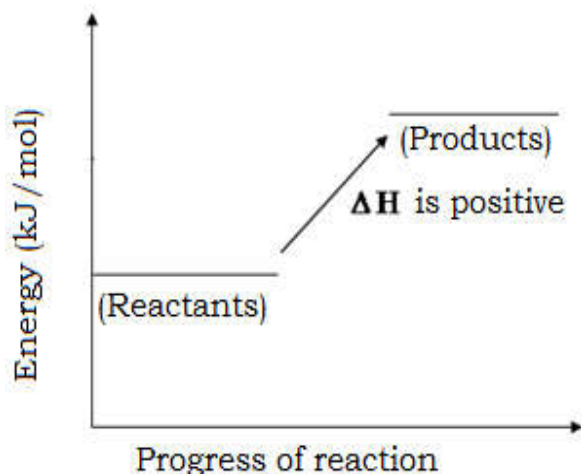 Energy (kJ/mol)
(Products)
ΔH is positive
(Reactants)
Progress of reaction